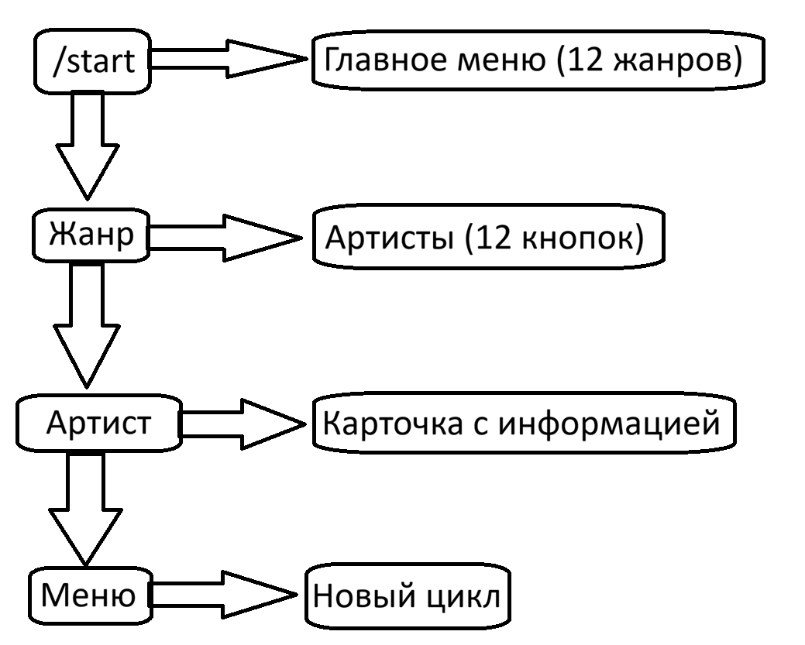 /start
Главное меню (12 жанров)
Жанр
Артисты (12 кнопок)
Артист
Карточка с информацией
Меню
Новый цикл